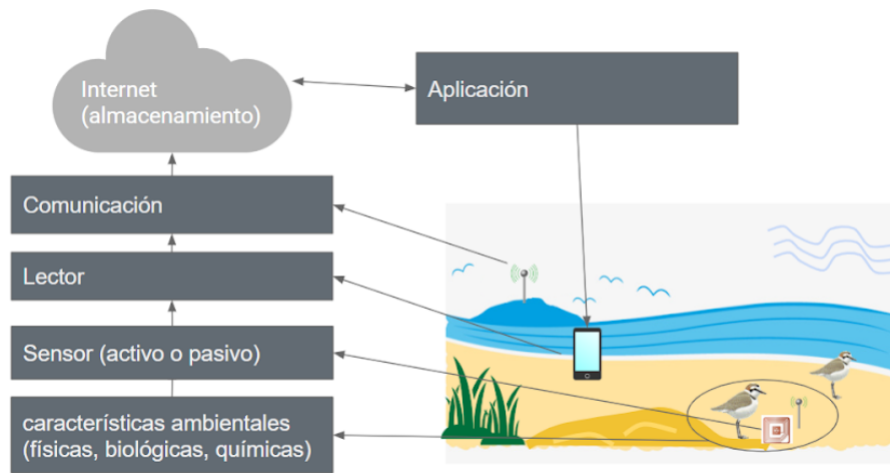 Internet
(almacenamiento)
Aplicación
Comunicación
Lector
Sensor (activo o pasivo)
características ambientales
(físicas, biológicas, químicas)